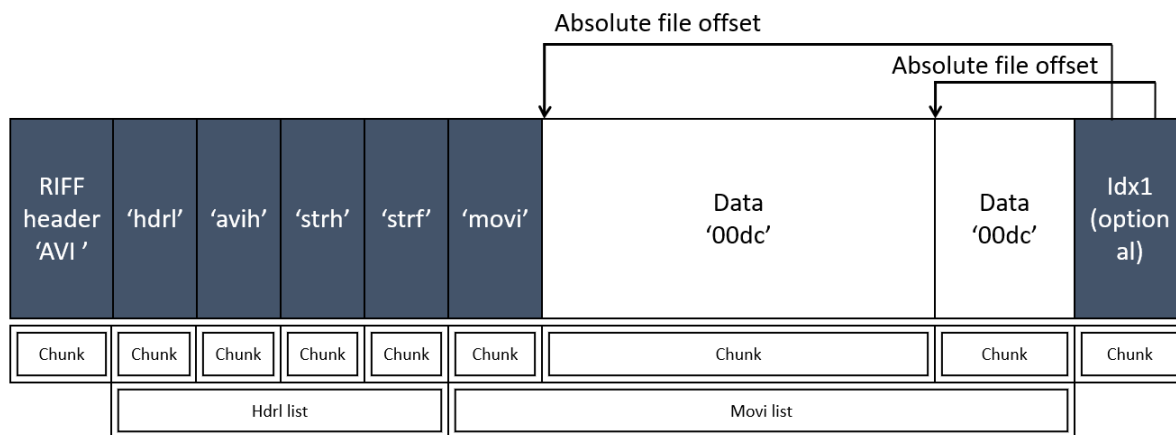 Absolute file offset
Absolute file offset
RIFF
header
‘AVI ’
‘hdrl’
‘avih’
‘strh’
‘strf’
‘movi’
Data
‘00dc’
Data
‘00dc’
Idx1
(option
al)
Chunk
Chunk
Chunk
Chunk
Chunk
Chunk
Chunk
Chunk
Chunk
Hdrl list
Movi list